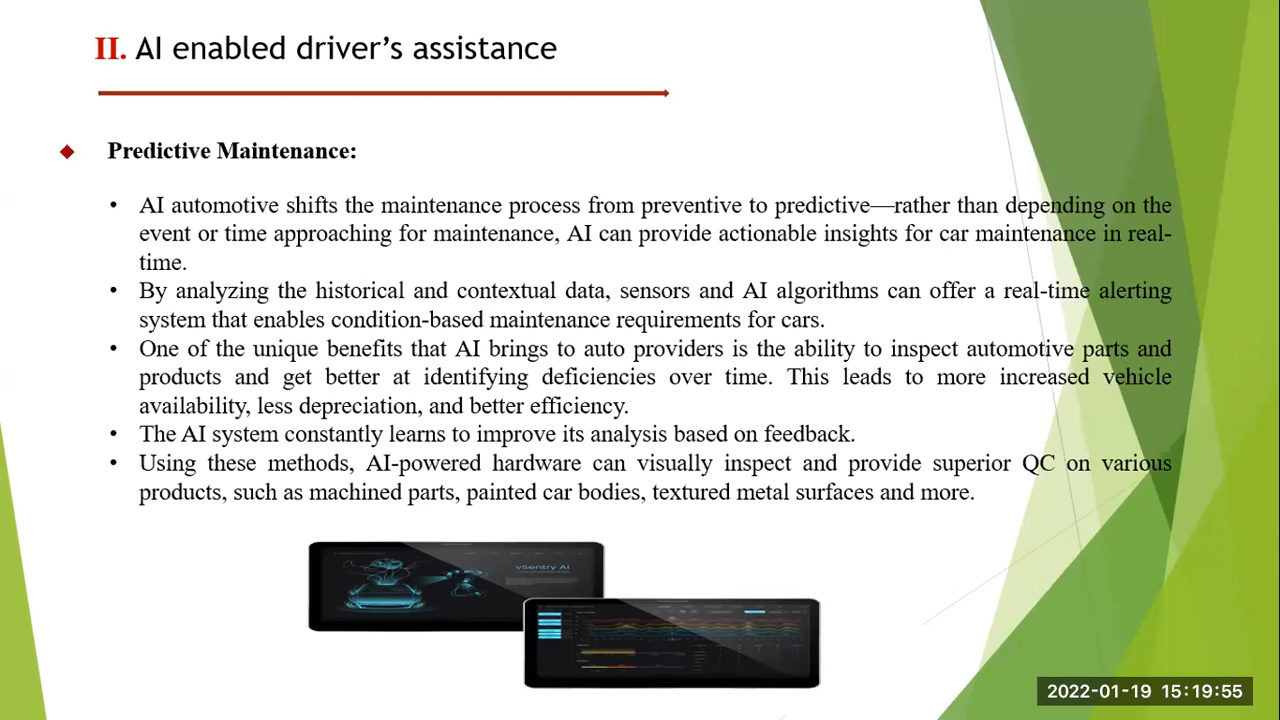 II. AI enabled driver's assistance
Predictive Maintenance:
• AI automotive shifts the maintenance process from preventive to predictive—rather than depending on the
event or time approaching for maintenance, AI can provide actionable insights for car maintenance in real-
time.
• By analyzing the historical and contextual data, sensors and AI algorithms can offer a real-time alerting
system that enables condition-based maintenance requirements for cars.
• One of the unique benefits that AI brings to auto providers is the ability to inspect automotive parts and
products and get better at identifying deficiencies over time. This leads to more increased vehicle
availability, less depreciation, and better efficiency.
• The AI system constantly learns to improve its analysis based on feedback.
• Using these methods, AI-powered hardware can visually inspect and provide superior QC on various
products, such as machined parts, painted car bodies, textured metal surfaces and more.
vSentry AI
2022-01-19 15:19:55